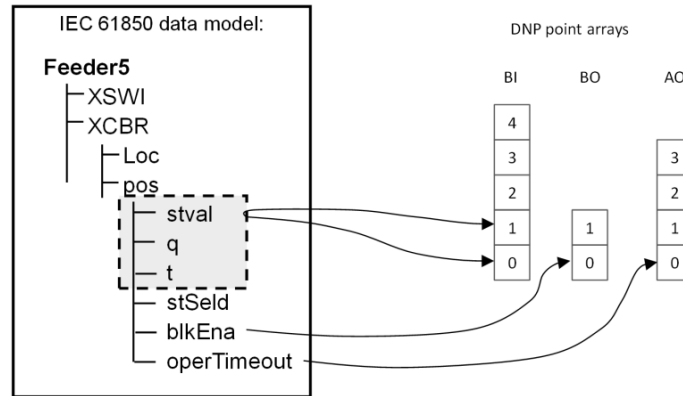 IEC 61850 data model:
Feeder5
XSWI
XCBR
Loc
pos
stval
q
t
stSeld
blkEna
operTimeout
DNP point arrays
BI BO AO
4
3 3
2 2
1 1 1
0 0 0